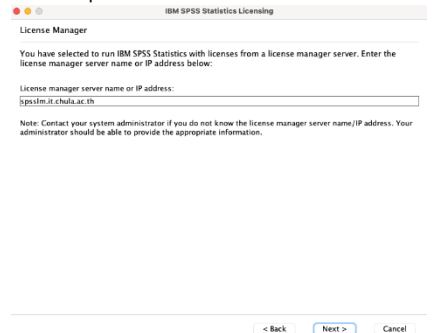 IBM SPSS Statistics Licensing
License Manager
You have selected to run IBM SPSS Statistics with licenses from a license manager server. Enter the
license manager server name or IP address below:
License manager server name or IP address:
spsslm.it.chula.ac.th
Note: Contact your system administrator if you do not know the license manager server name/IP address. Your
administrator should be able to provide the appropriate information.
< Back Next > Cancel